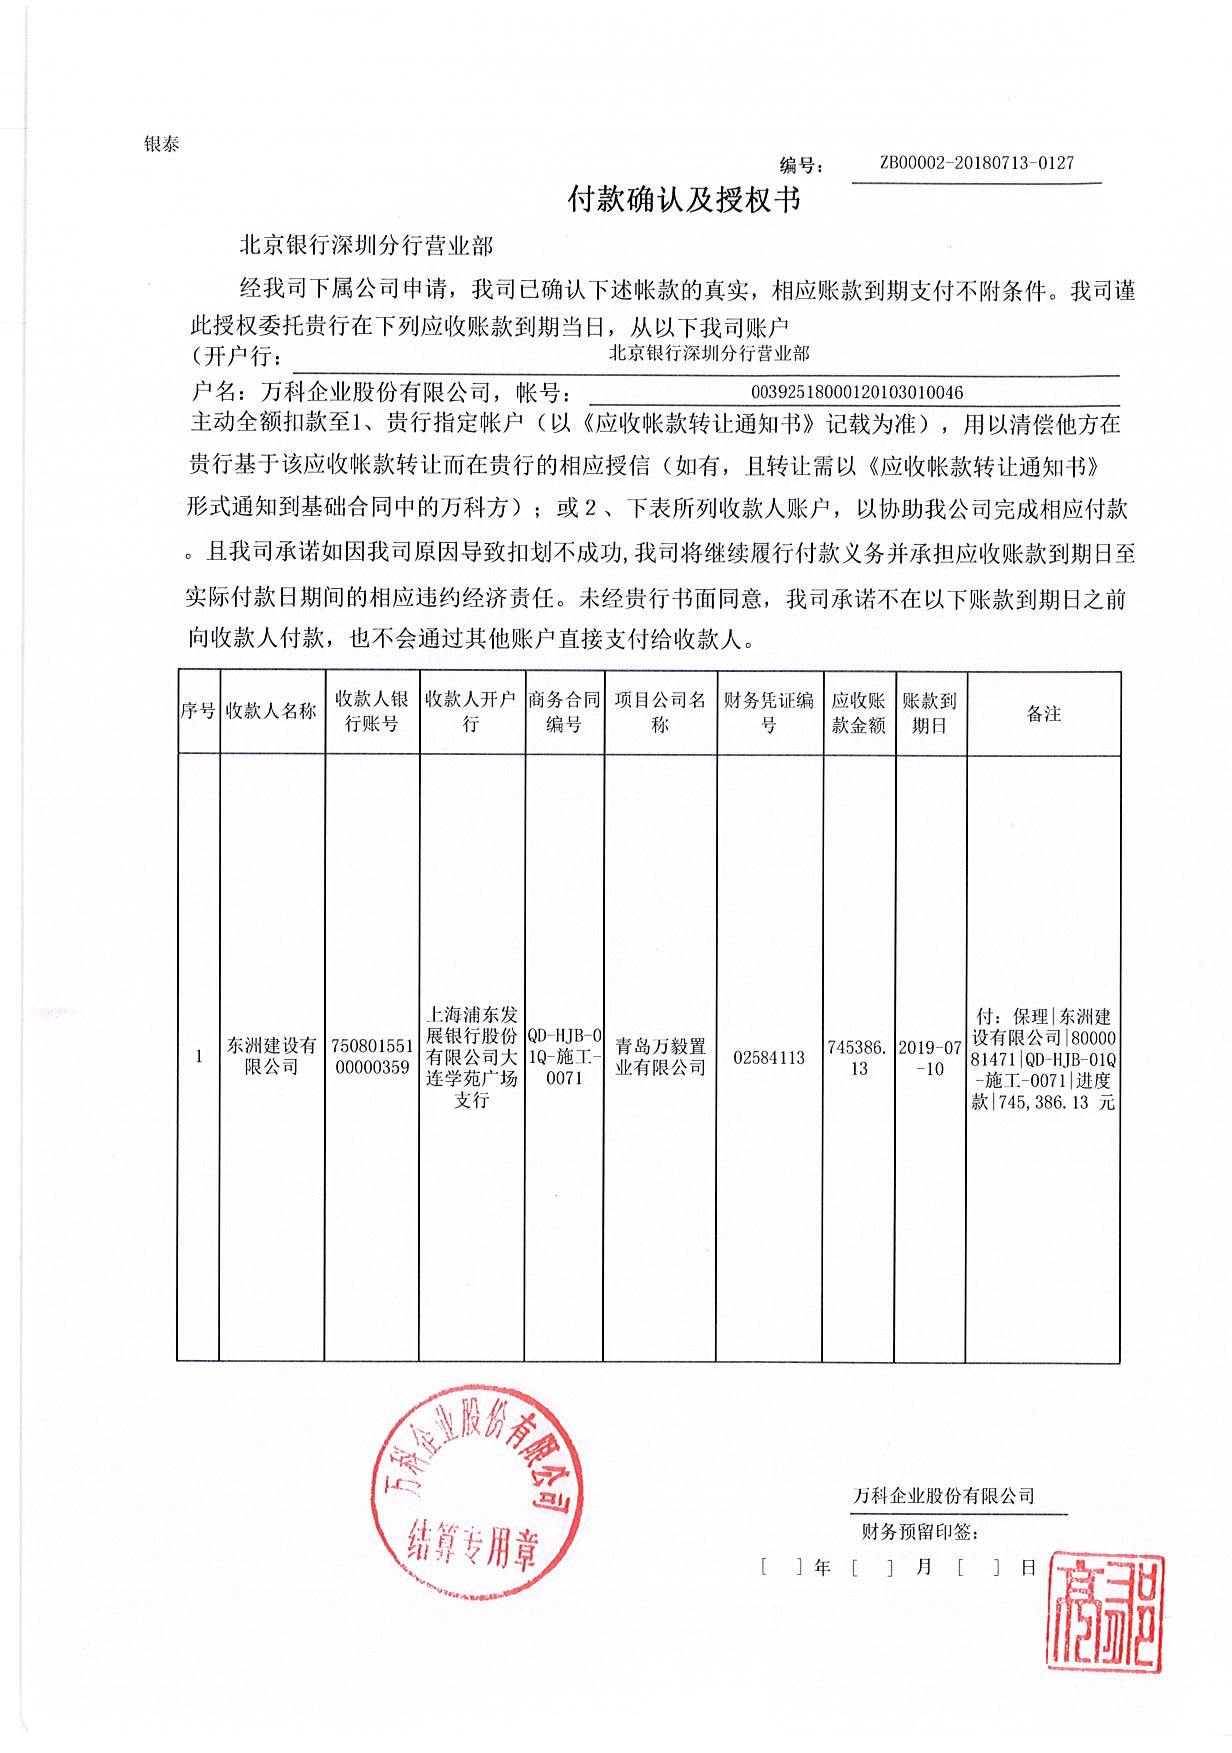 银泰
编号： ZB00002-20180713-0127
付款确认及授权书
北京银行深圳分行营业部
经我司下属公司申请，我司已确认下述帐款的真实，相应账款到期支付不附条件。我司谨
此授权委托贵行在下列应收账款到期当日，从以下我司账户
（开户行： 北京银行深圳分行营业部
户名：万科企业股份有限公司，帐号： 00392518000120103010046
主动全额扣款至1、贵行指定帐户（以《应收帐款转让通知书》记载为准），用以清偿他方在
贵行基于该应收帐款转让而在贵行的相应授信（如有，且转让需以《应收帐款转让通知书》
形式通知到基础合同中的万科方）；或２、下表所列收款人账户，以协助我公司完成相应付款
。且我司承诺如因我司原因导致扣划不成功,我司将继续履行付款义务并承担应收账款到期日至
实际付款日期间的相应违约经济责任。未经贵行书面同意，我司承诺不在以下账款到期日之前
向收款人付款，也不会通过其他账户直接支付给收款人。
序号
收款人名称
收款人银
行账号
收款人开户
行
商务合同
编号
项目公司名
称
财务凭证编
号
应收账
款金额
账款到
期日
备注
1
东洲建设有
限公司
750801551
00000359
上海浦东发
展银行股份
有限公司大
连学苑广场
支行
QD-HJB-0
1Q-施工-
0071
青岛万毅置
业有限公司
02584113
745386.
13
2019-07
-10
付：保理|东洲建
设有限公司|80000
81471|QD-HJB-01Q
-施工-0071|进度
款|745,386.13 元
万科企业股份有限公司
结算专用章
万科企业股份有限公司
财务预留印签：
[ ] 年 [ ] 月 [ ] 日